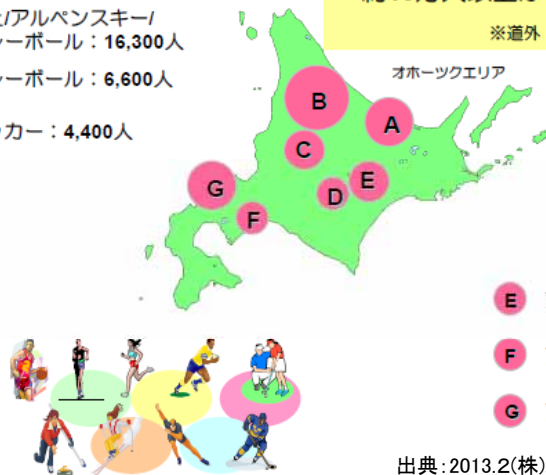 /アルペンスキー/
ーボール：16,300人
※道外
ーボール：6,600人
オホーツクエリア
カー：4,400人
B
A
C
G
D
E
F
E
F
G
出典：2013.2(株)